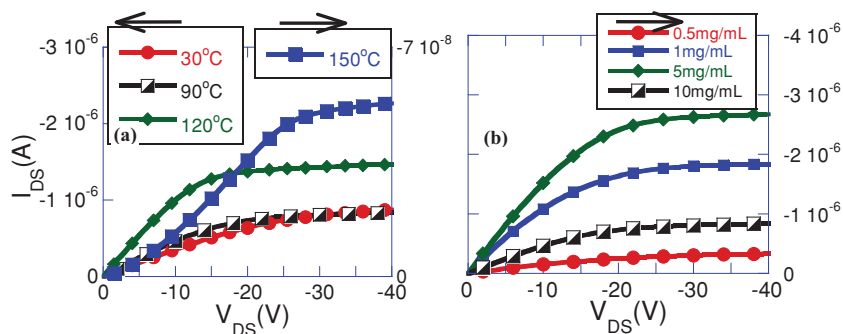 -3 10⁻⁶
-2 10⁻⁶
-1 10⁻⁶
0
I_DS(A)
30°C
90°C
120°C
(a)
150°C
-7 10⁻⁸
0
0 -10 -20 -30 -40
V_DS(V)
0.5mg/mL
1mg/mL
5mg/mL
10mg/mL
(b)
-4 10⁻⁶
-3 10⁻⁶
-2 10⁻⁶
-1 10⁻⁶
0
0 -10 -20 -30 -40
V_DS(V)